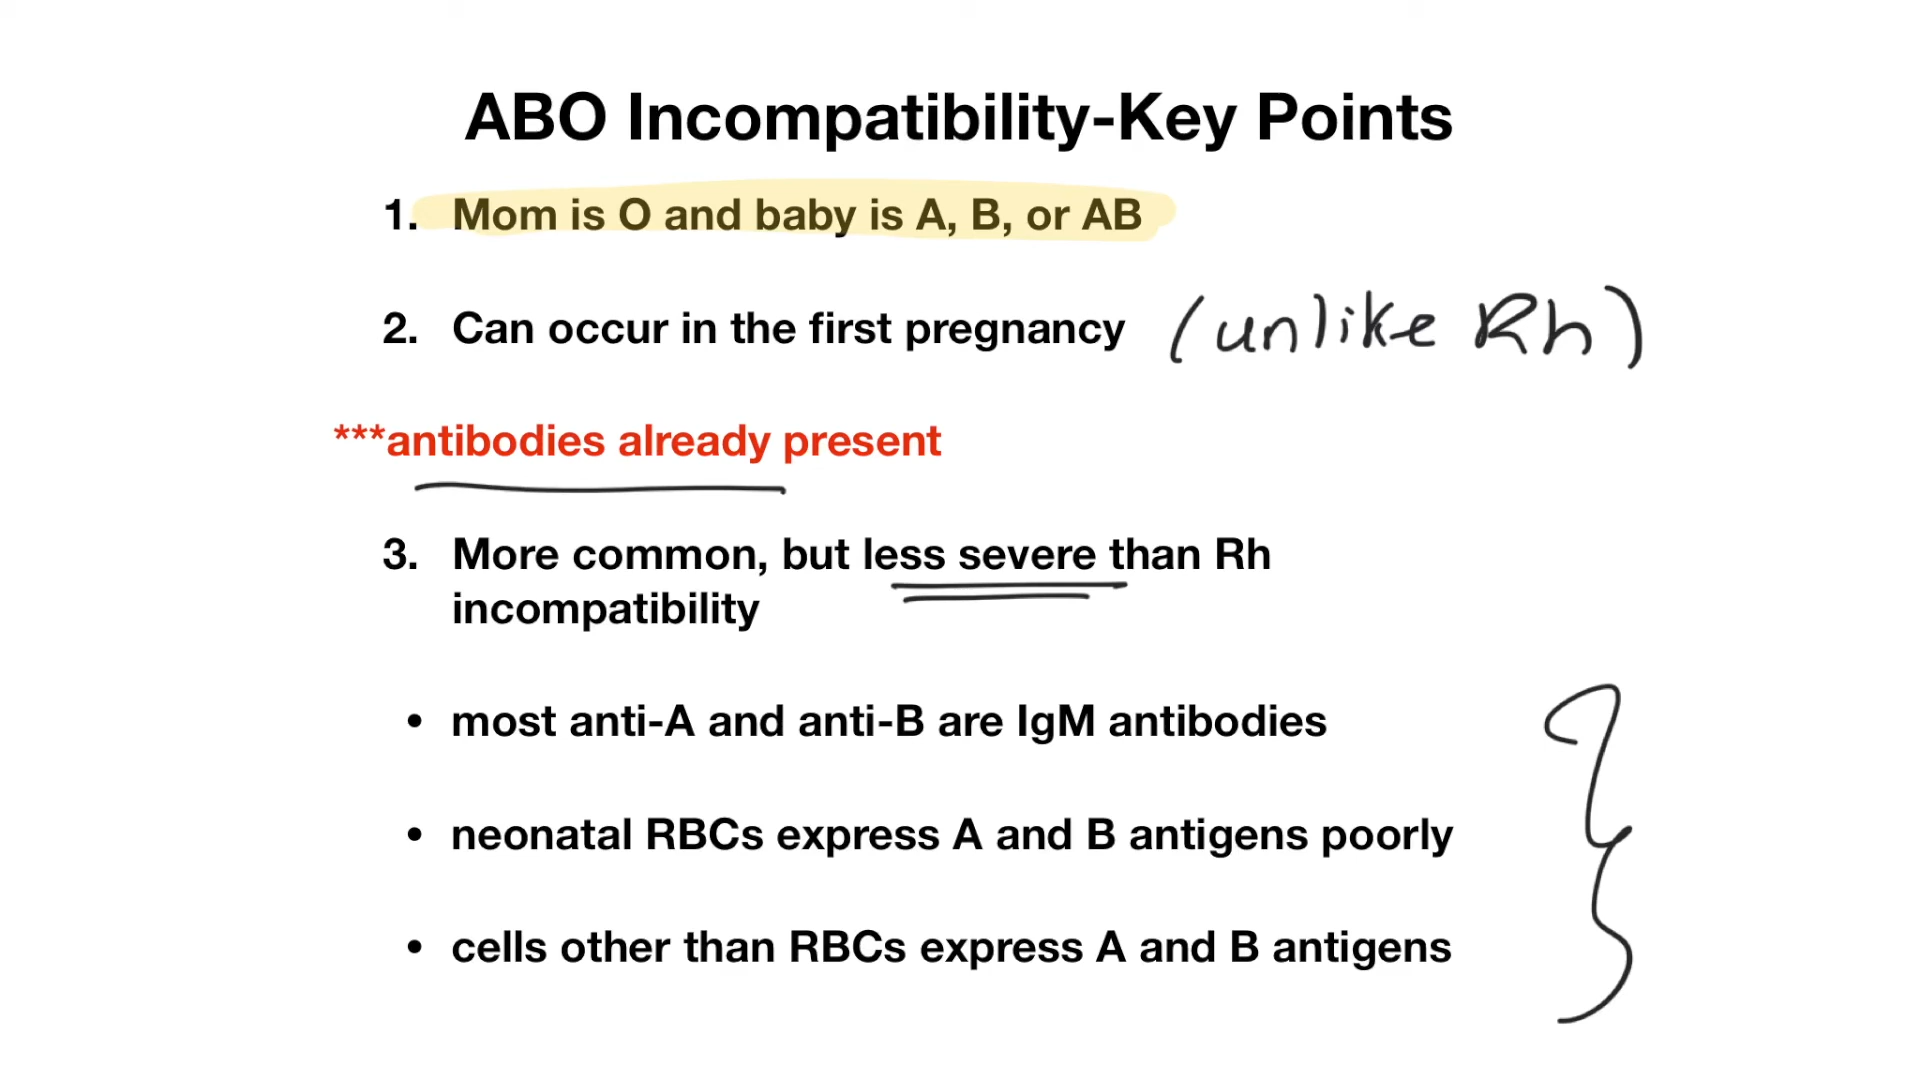 ABO Incompatibility-Key Points
1. Mom is O and baby is A, B, or AB
2. Can occur in the first pregnancy (unlike Rh)
***antibodies already present
3. More common, but less severe than Rh
incompatibility
• most anti-A and anti-B are IgM antibodies
• neonatal RBCs express A and B antigens poorly
• cells other than RBCs express A and B antigens